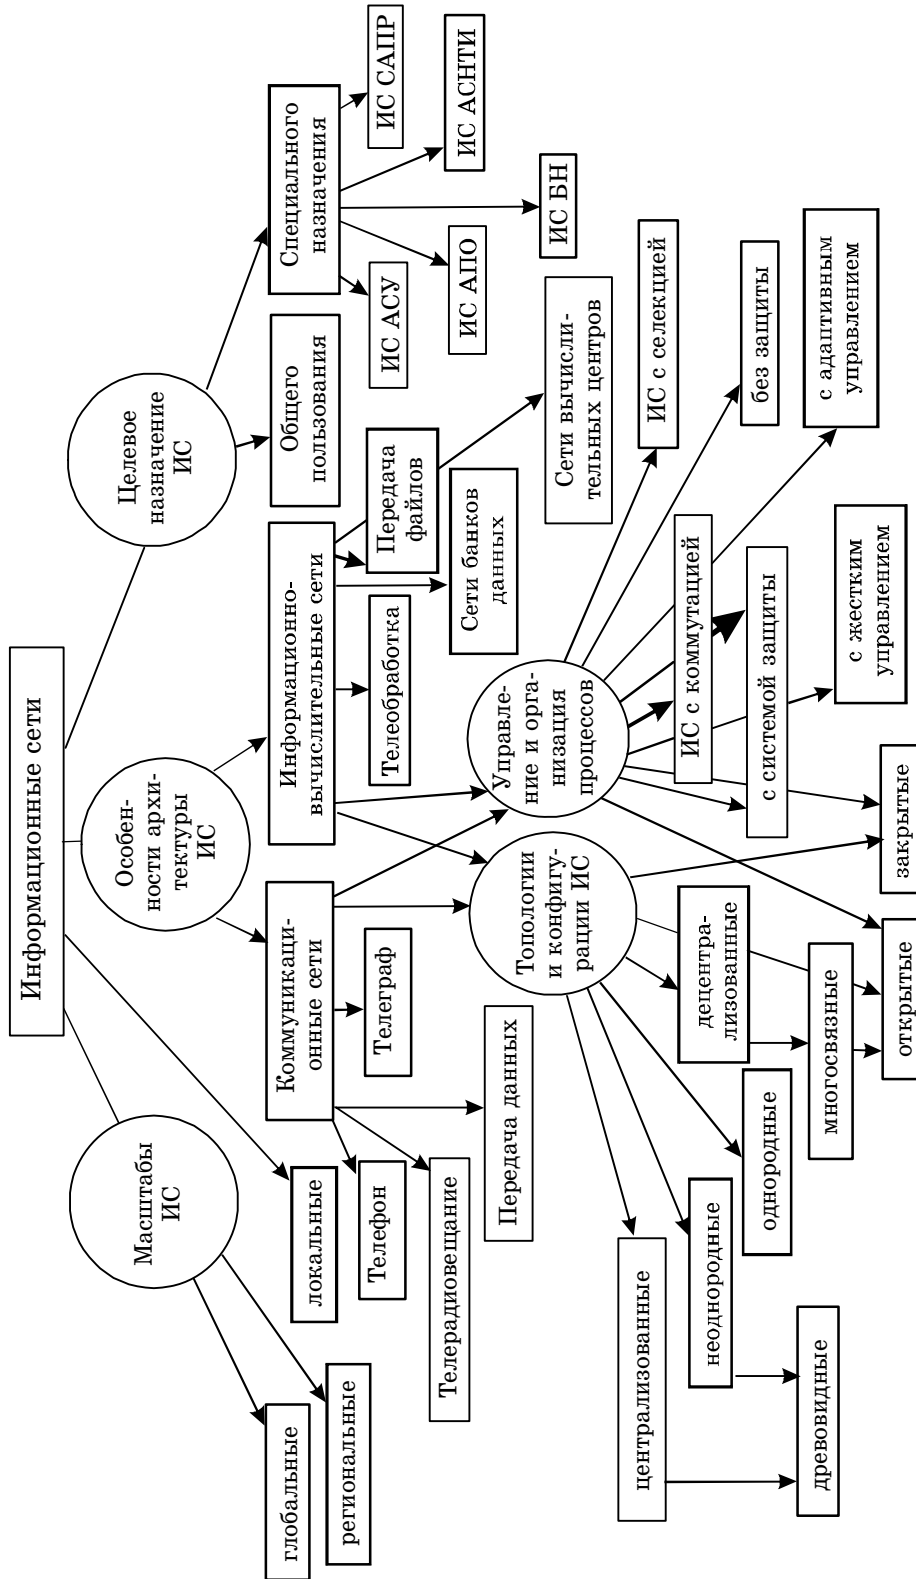 Информационные сети
Масштабы
ИС
Особен-
ности архи-
тектуры
ИС
Целевое
назначение
ИС
глобальные
региональные
локальные
Коммуникаци-
онные сети
Телефон
Телеграф
Телерадиовещание
Передача данных
Информационно-
вычислительные сети
Телеобработка
Передача
файлов
Сети банков
данных
Сети вычисли-
тельных центров
Общего
пользования
Специального
назначения
ИС АСУ
ИС САПР
ИС АПО
ИС АСНТИ
ИС БН
Топологии
и конфигу-
рации ИС
Управле-
ние и орга-
низация
процессов
централизованные
неоднородные
однородные
древовидные
децентра-
лизованные
многосвязные
открытые
закрытые
ИС с коммутацией
ИС с селекцией
с системой защиты
без защиты
с жестким
управлением
с адаптивным
управлением